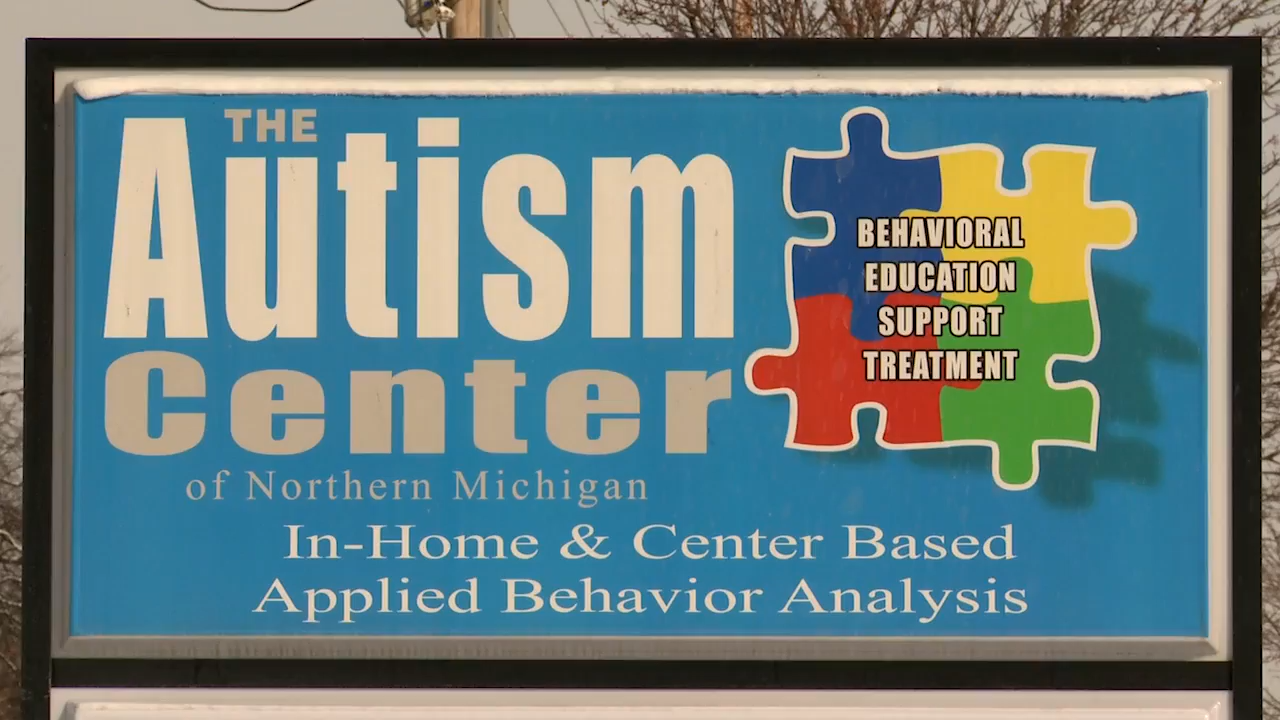 THE
Autism
Center
of Northern Michigan
BEHAVIORAL
EDUCATION
SUPPORT
TREATMENT
In-Home & Center Based
Applied Behavior Analysis